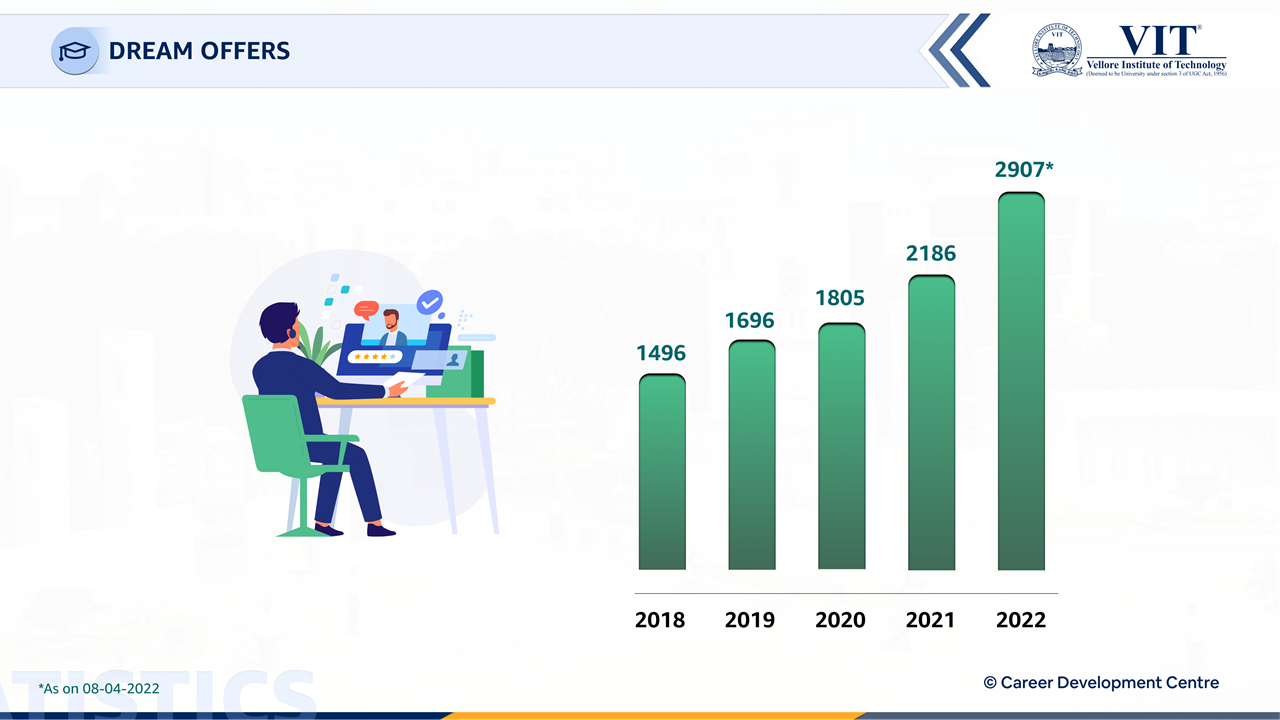 DREAM OFFERS
VIT®
Vellore Institute of Technology
(Deemed to be University under section 3 of UGC Act, 1956)
VIT
2907*
2186
1805
1696
1496
2018 2019 2020 2021 2022
*As on 08-04-2022
© Career Development Centre